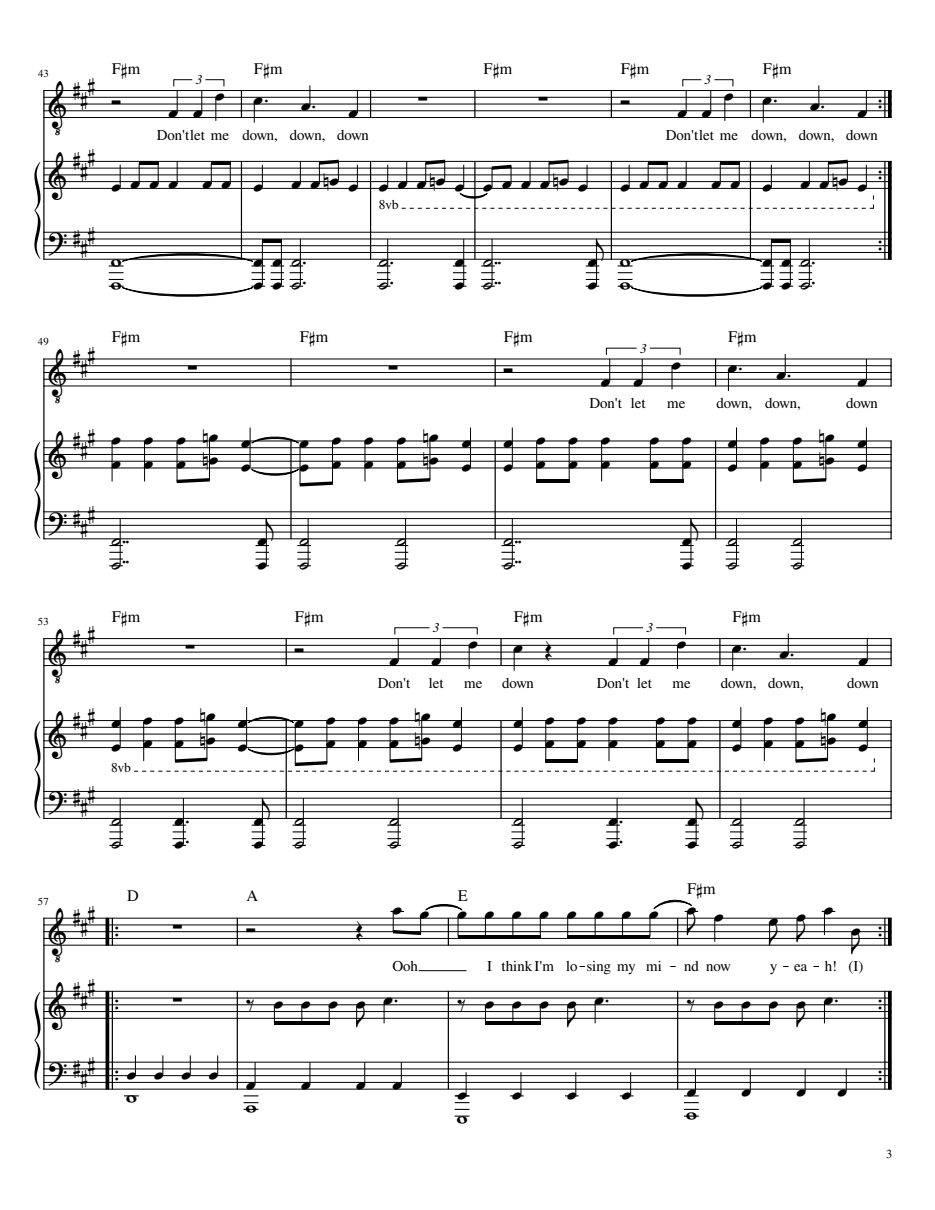 43 F♯m F♯m F♯m F♯m F♯m
3 3
Don't let me down, down, down Don't let me down, down, down
8vb
49 F♯m F♯m F♯m F♯m
3
Don't let me down, down, down
53 F♯m F♯m F♯m F♯m
3 3
Don't let me down Don't let me down, down, down
8vb
57 D A E F♯m
Ooh I think I'm lo-sing my mi-nd now y-ea-h! (I)
3